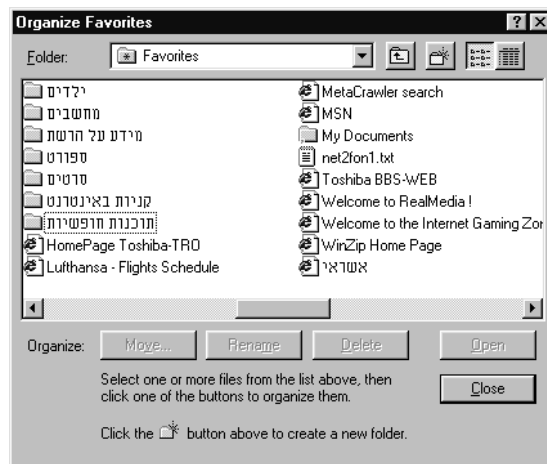 Organize Favorites
Folder: Favorites
ילדים
מחשבים
מידע על הרשת
ספורט
סרטים
קניות באינטרנט
תוכנות חופשיות
HomePage Toshiba-TRO
Lufthansa - Flights Schedule
MetaCrawler search
MSN
My Documents
net2fon1.txt
Toshiba BBS-WEB
Welcome to RealMedia !
Welcome to the Internet Gaming Zor
WinZip Home Page
אשראי
Organize: Move... Rename Delete Open
Select one or more files from the list above, then
click one of the buttons to organize them.
Close
Click the button above to create a new folder.